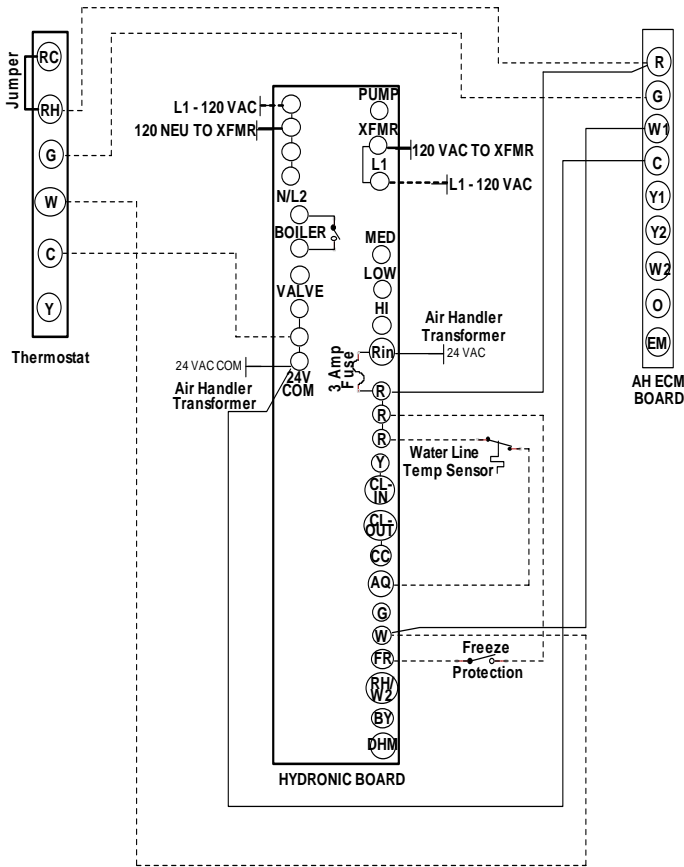 Jumper
RC
RH
G
W
C
Y
Thermostat
L1 - 120 VAC
120 NEU TO XFMR
N/L2
BOILER
VALVE
24 VAC COM
24V
COM
Air Handler
Transformer
PUMP
XFMR
120 VAC TO XFMR
L1
L1 - 120 VAC
MED
LOW
HI
Rin
Air Handler
Transformer
24 VAC
3 Amp
Fuse
R
R
R
Water Line
Temp Sensor
Y
CL-
IN
CL-
OUT
CC
AQ
G
W
FR
Freeze
Protection
RH/
W2
BY
DHM
HYDRONIC BOARD
R
G
W1
C
Y1
Y2
W2
O
EM
AH ECM
BOARD